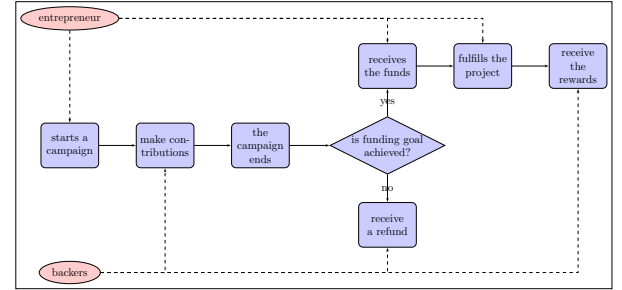 entrepreneur
receives
the funds
fulfills the
project
receive
the
rewards
yes
starts a
campaign
make con-
tributions
the
campaign
ends
is funding goal
achieved?
no
receive
a refund
backers